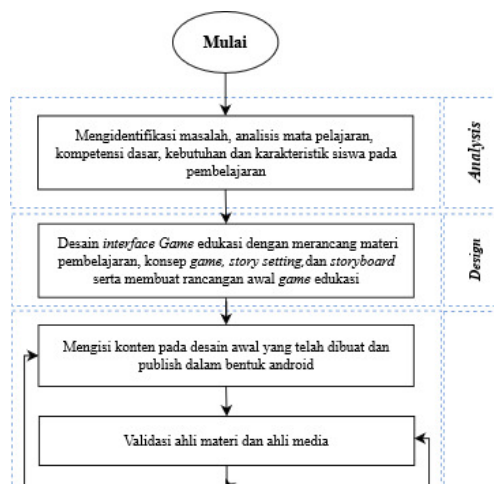 Mulai
Mengidentifikasi masalah, analisis mata pelajaran,
kompetensi dasar, kebutuhan dan karakteristik siswa pada
pembelajaran
Analysis
Desain interface Game edukasi dengan merancang materi
pembelajaran, konsep game, story setting,dan storyboard
serta membuat rancangan awal game edukasi
Design
Mengisi konten pada desain awal yang telah dibuat dan
publish dalam bentuk android
Validasi ahli materi dan ahli media